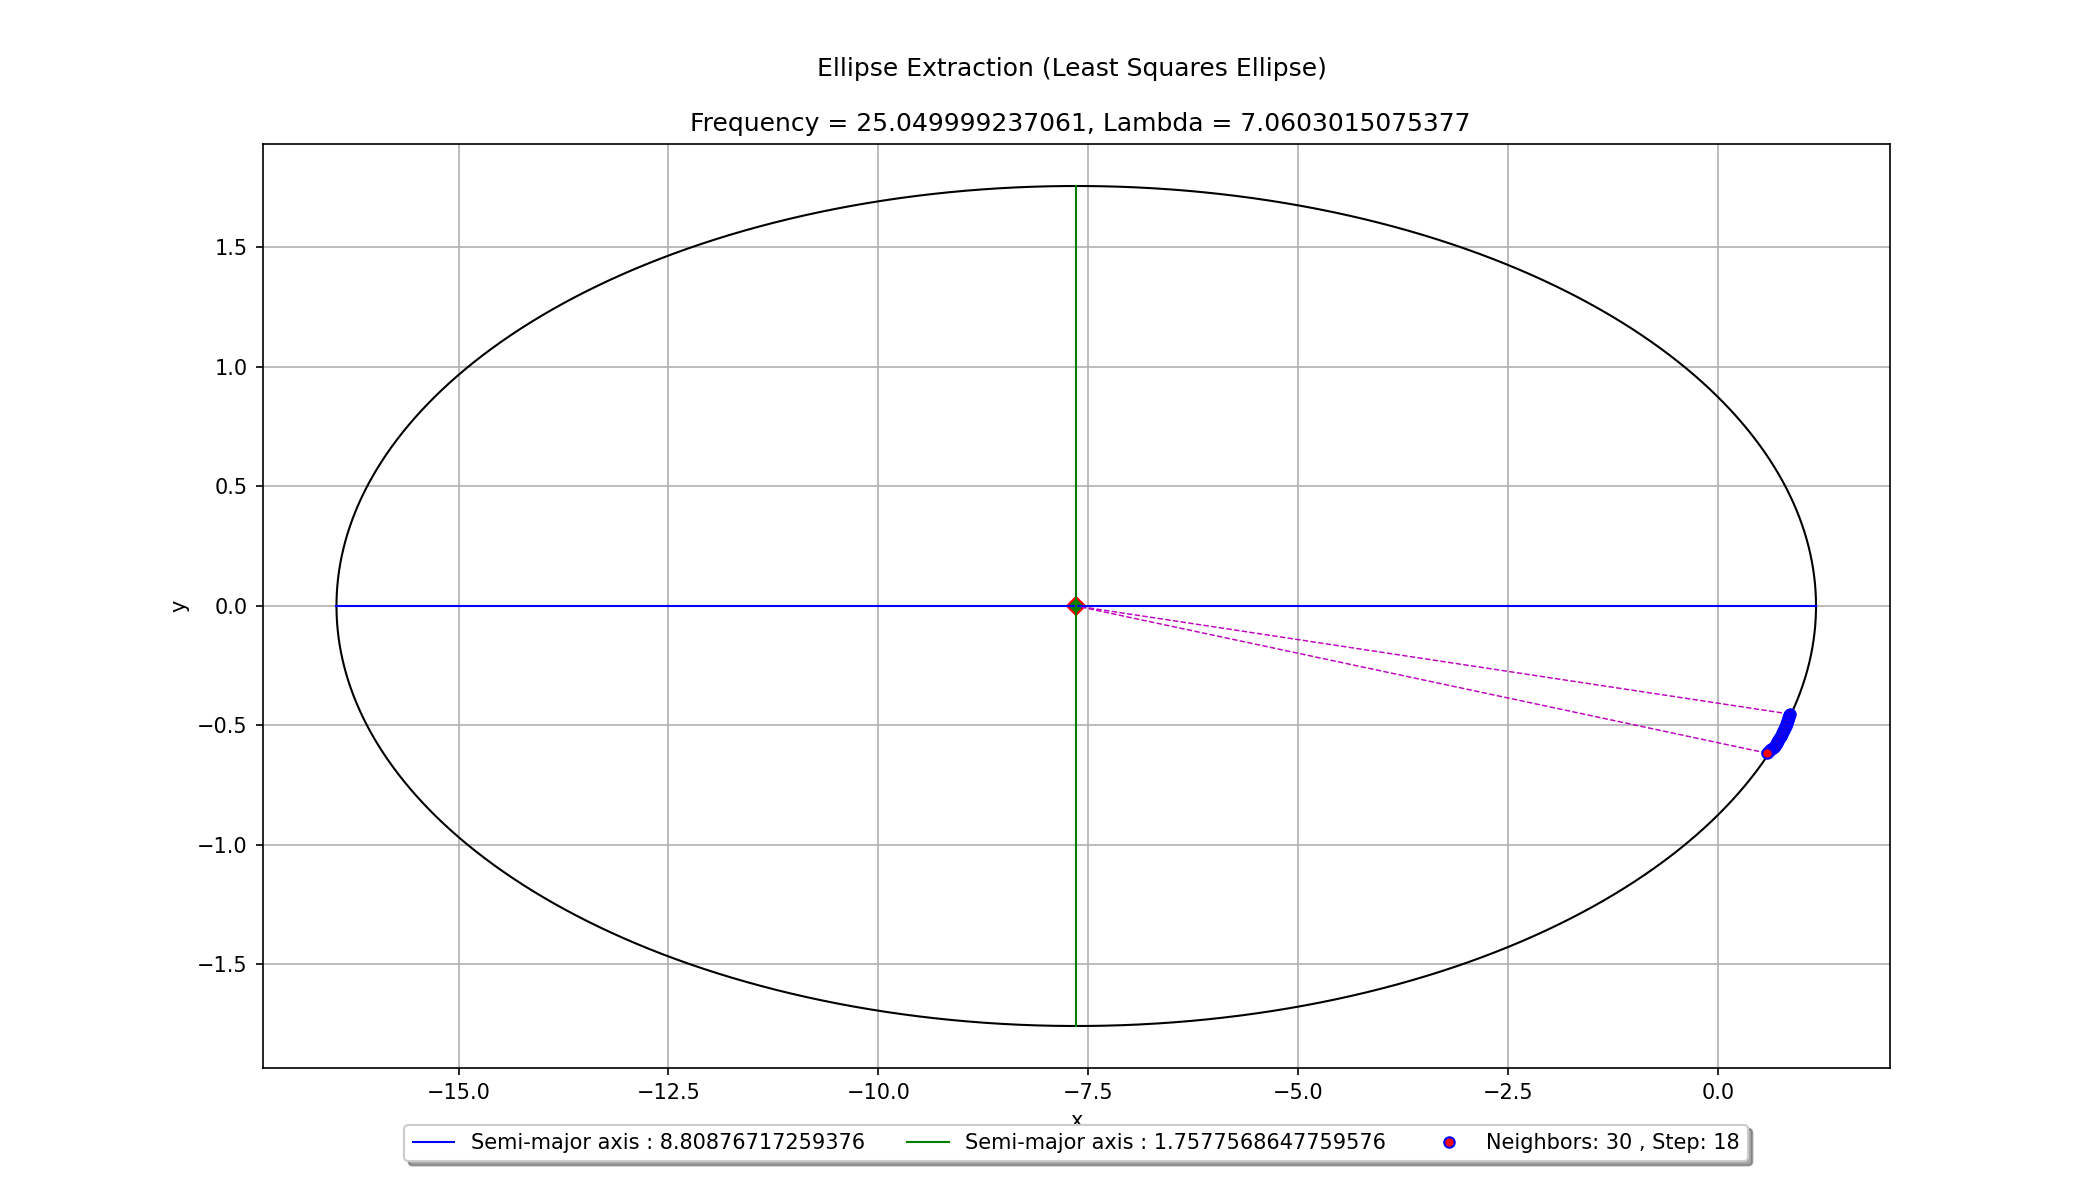 Ellipse Extraction (Least Squares Ellipse)
Frequency = 25.049999237061, Lambda = 7.0603015075377
1.5
1.0
0.5
0.0
−0.5
−1.0
−1.5
y
−15.0 −12.5 −10.0 −7.5 −5.0 −2.5 0.0
x
Semi-major axis : 8.80876717259376 Semi-major axis : 1.7577568647759576 Neighbors: 30 , Step: 18